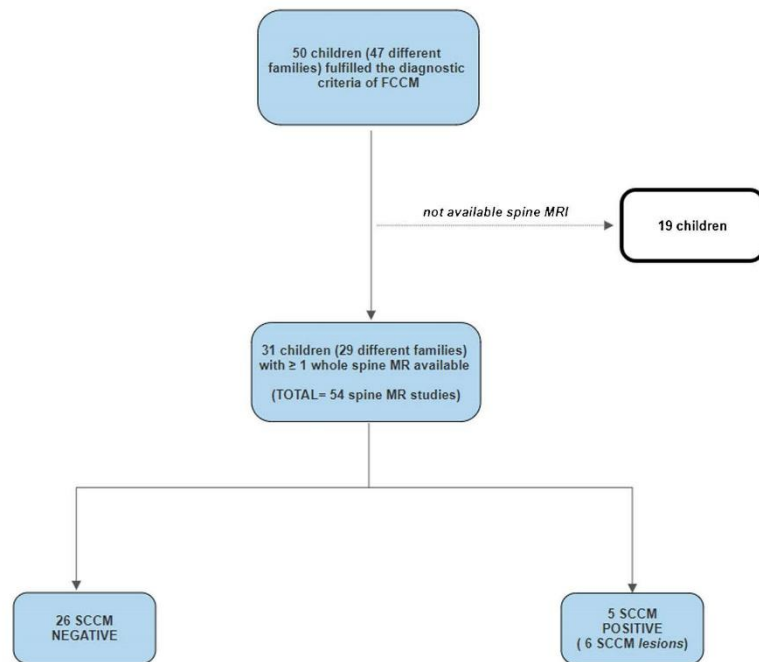 50 children (47 different
families) fulfilled the diagnostic
criteria of FCCM
not available spine MRI
19 children
31 children (29 different families)
with ≥ 1 whole spine MR available
(TOTAL= 54 spine MR studies)
26 SCCM
NEGATIVE
5 SCCM
POSITIVE
( 6 SCCM lesions)